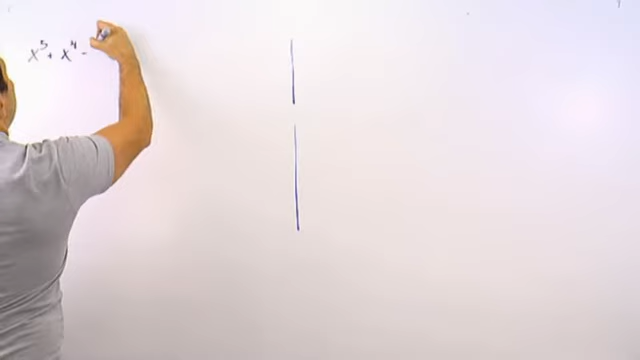 x⁵ + x⁴ -